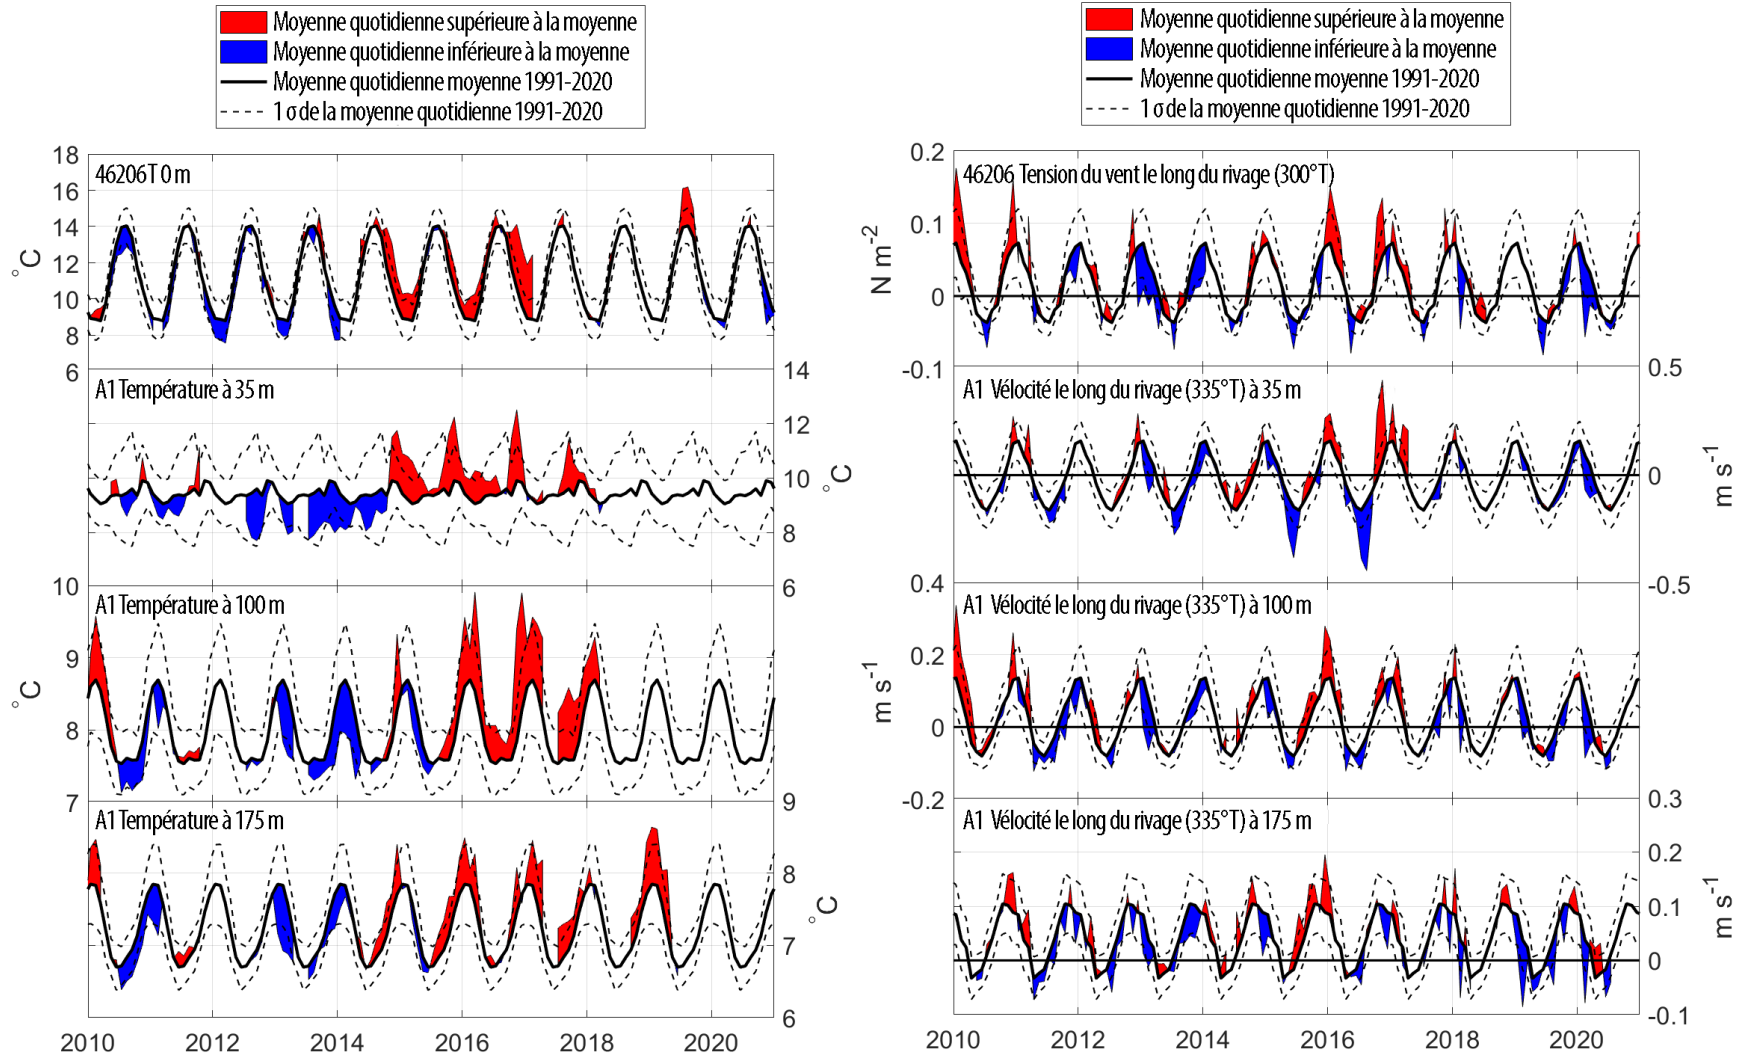 Moyenne quotidienne supérieure à la moyenne
Moyenne quotidienne inférieure à la moyenne
Moyenne quotidienne moyenne 1991-2020
1 σ de la moyenne quotidienne 1991-2020
18
16
14
12
10
8
6
°C
46206T 0 m
14
12
10
8
6
°C
A1 Température à 35 m
10
9
8
7
°C
A1 Température à 100 m
9
8
7
6
°C
A1 Température à 175 m
2010 2012 2014 2016 2018 2020
Moyenne quotidienne supérieure à la moyenne
Moyenne quotidienne inférieure à la moyenne
Moyenne quotidienne moyenne 1991-2020
1 σ de la moyenne quotidienne 1991-2020
0.2
0.1
0
-0.1
N m-2
46206 Tension du vent le long du rivage (300°T)
0.5
0
-0.5
m s-1
A1 Vélocité le long du rivage (335°T) à 35 m
0.4
0.2
0
-0.2
m s-1
A1 Vélocité le long du rivage (335°T) à 100 m
0.3
0.2
0.1
0
-0.1
m s-1
A1 Vélocité le long du rivage (335°T) à 175 m
2010 2012 2014 2016 2018 2020